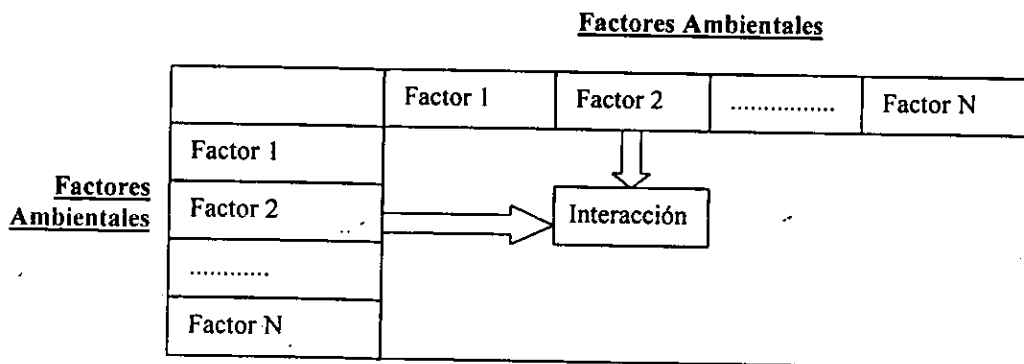 Factores Ambientales
Factor 1 Factor 2 ................ Factor N
Factor 1
Factores
Ambientales
Factor 2
Interacción
............
Factor N